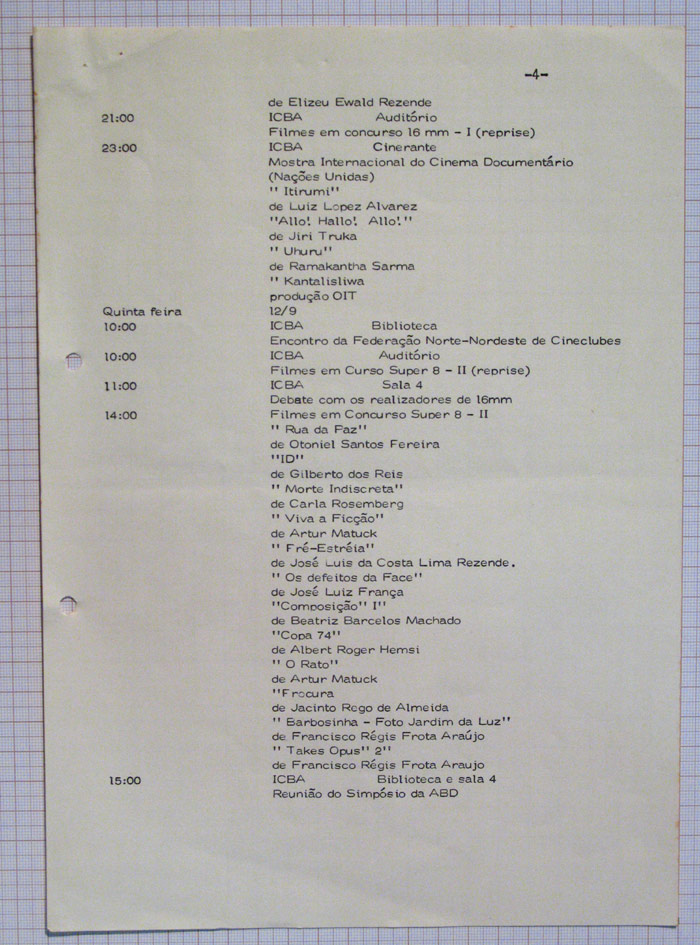 -4-
de Elizeu Ewald Rezende
21:00 ICBA Auditório
Filmes em concurso 16 mm - I (reprise)
23:00 ICBA Cinerante
Mostra Internacional do Cinema Documentário
(Nações Unidas)
" Itirumi"
de Luiz Lopez Alvarez
"Allo! Hallo! Allo!"
de Jiri Truka
" Uhuru"
de Ramakantha Sarma
" Kantalisliwa
produção OIT
Quinta feira 12/9
10:00 ICBA Biblioteca
Encontro da Federação Norte-Nordeste de Cineclubes
10:00 ICBA Auditório
Filmes em Curso Super 8 - II (reprise)
11:00 ICBA Sala 4
Debate com os realizadores de 16mm
14:00 Filmes em Concurso Super 8 - II
" Rua da Faz"
de Otoniel Santos Fereira
"ID"
de Gilberto dos Reis
" Morte Indiscreta"
de Carla Rosemberg
" Viva a Ficção"
de Artur Matuck
" Fré-Estréia"
de José Luis da Costa Lima Rezende.
" Os defeitos da Face"
de José Luiz França
"Composição" I"
de Beatriz Barcelos Machado
"Copa 74"
de Albert Roger Hemsi
" O Rato"
de Artur Matuck
"Frocura
de Jacinto Rego de Almeida
" Barbosinha - Foto Jardim da Luz"
de Francisco Régis Frota Araújo
" Takes Opus" 2"
de Francisco Régis Frota Araujo
15:00 ICBA Biblioteca e sala 4
Reunião do Simpósio da ABD